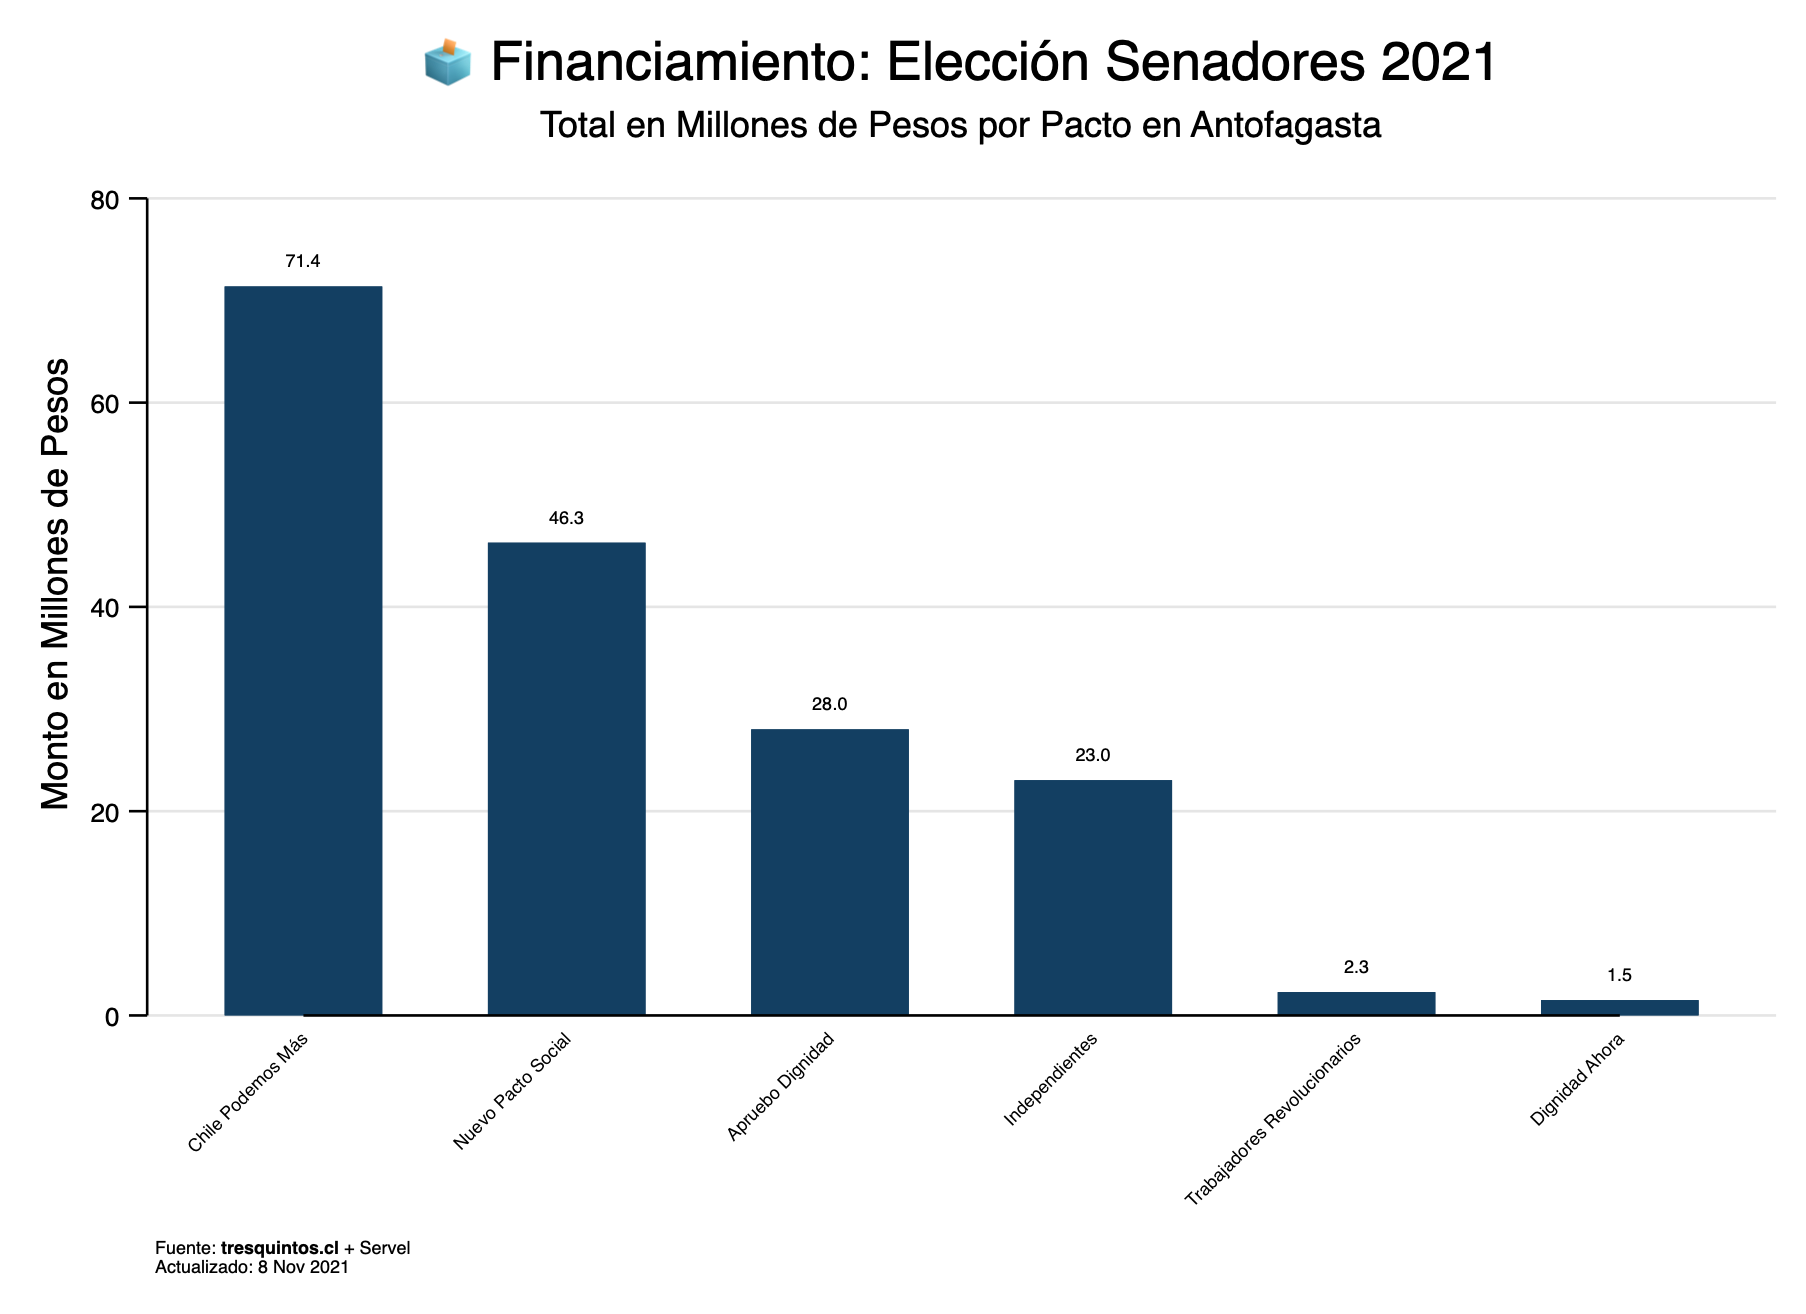 Financiamiento: Elección Senadores 2021
Total en Millones de Pesos por Pacto en Antofagasta
Monto en Millones de Pesos
80
60
40
20
0
71.4
46.3
28.0
23.0
2.3
1.5
Chile Podemos Más
Nuevo Pacto Social
Apruebo Dignidad
Independientes
Trabajadores Revolucionarios
Dignidad Ahora
Fuente: tresquintos.cl + Servel
Actualizado: 8 Nov 2021